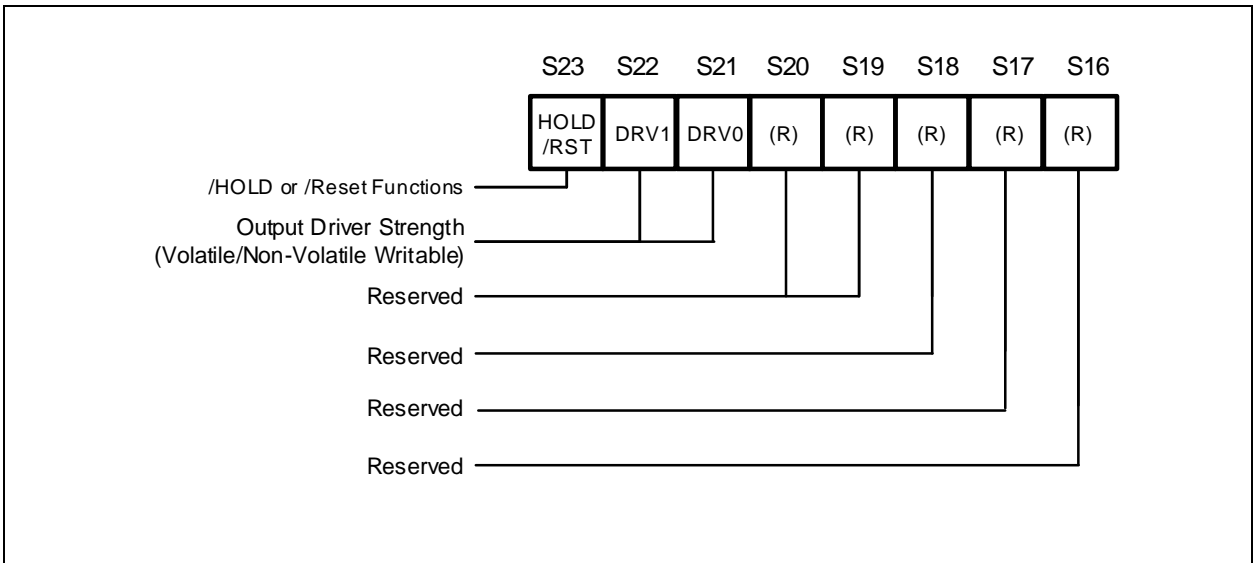 S23 S22 S21 S20 S19 S18 S17 S16
HOLD
/RST DRV1 DRV0 (R) (R) (R) (R) (R)
/HOLD or /Reset Functions
Output Driver Strength
(Volatile/Non-Volatile Writable)
Reserved
Reserved
Reserved
Reserved